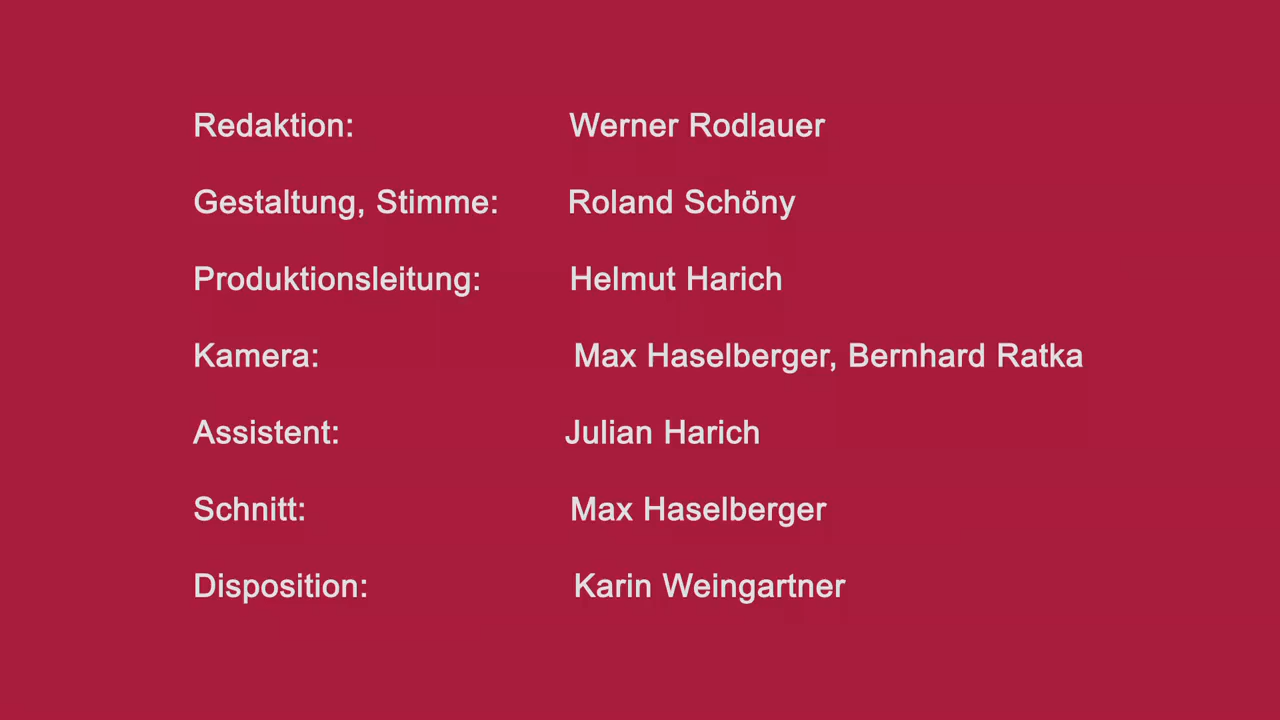 Redaktion: Werner Rodlauer
Gestaltung, Stimme: Roland Schöny
Produktionsleitung: Helmut Harich
Kamera: Max Haselberger, Bernhard Ratka
Assistent: Julian Harich
Schnitt: Max Haselberger
Disposition: Karin Weingartner